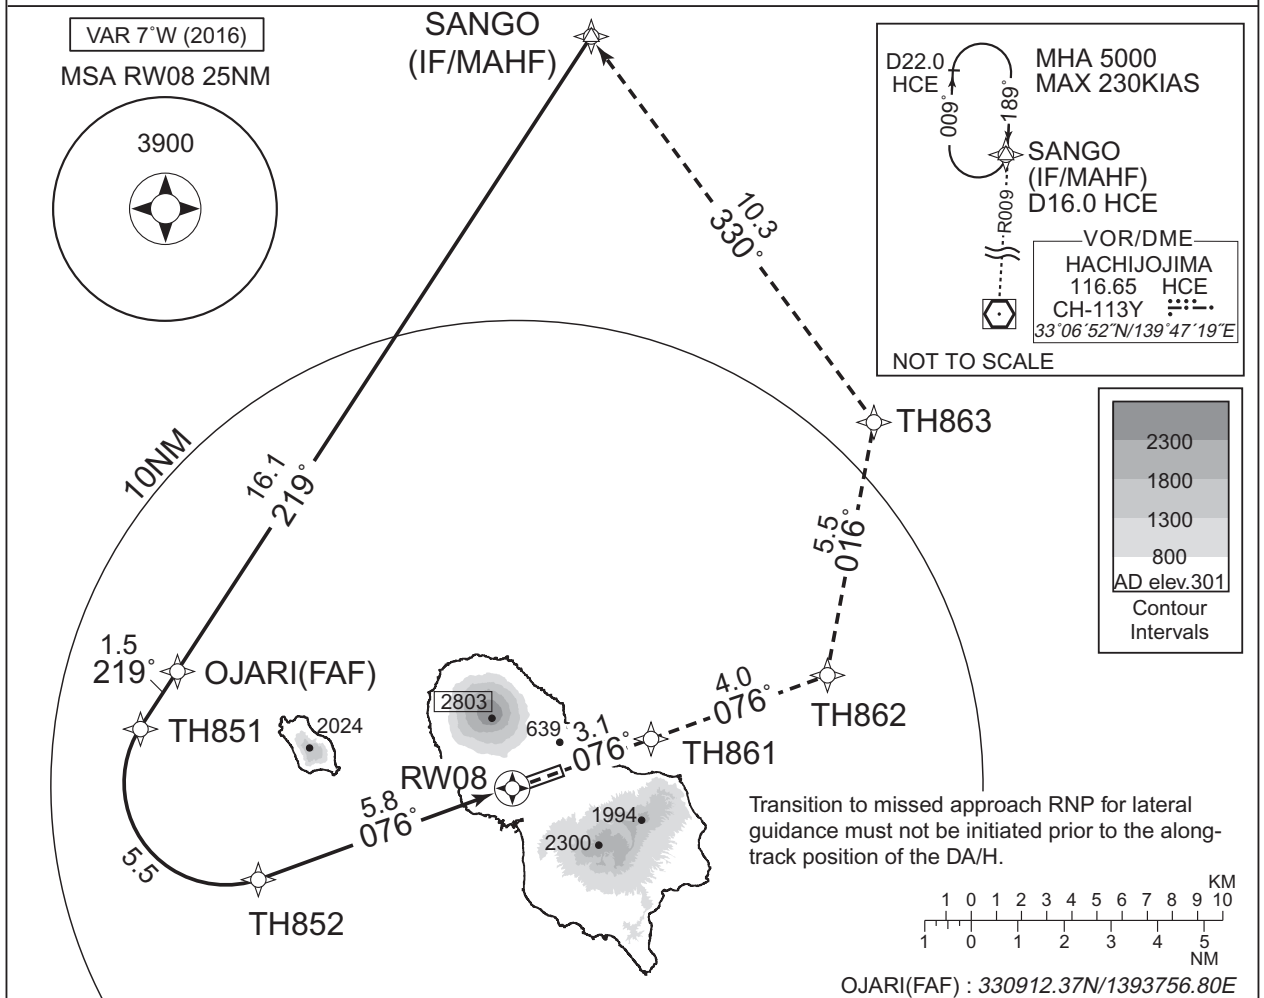 VAR 7°W (2016)
MSA RW08 25NM
3900
SANGO
(IF/MAHF)
D22.0
HCE
009°
189°
MHA 5000
MAX 230KIAS
SANGO
(IF/MAHF)
D16.0 HCE
R009
VOR/DME
HACHIJOJIMA
116.65 HCE
CH-113Y
33°06´52˝N/139°47´19˝E
NOT TO SCALE
10.3
330°
TH863
10NM
16.1
219°
5.5
016°
2300
1800
1300
800
AD elev.301
Contour
Intervals
1.5
219°
OJARI(FAF)
TH851
2024
2803
639
3.1
076°
4.0
076°
TH862
TH861
RW08
5.8
076°
1994
2300
5.5
TH852
Transition to missed approach RNP for lateral
guidance must not be initiated prior to the along-
track position of the DA/H.
KM
1 0 1 2 3 4 5 6 7 8 9 10
1 0 1 2 3 4 5
NM
OJARI(FAF) : 330912.37N/1393756.80E